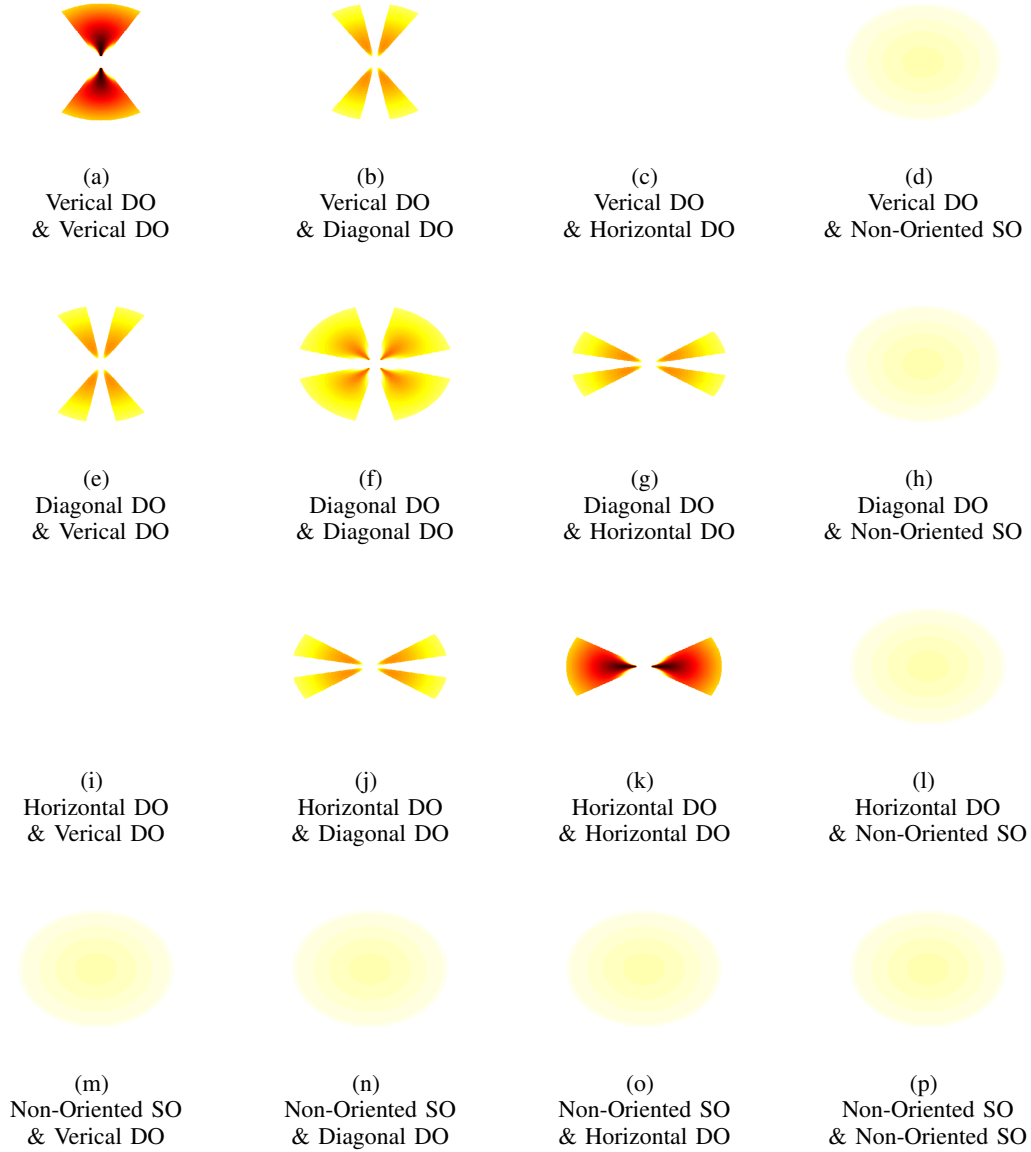 (a)
Verical DO
& Verical DO
(b)
Verical DO
& Diagonal DO
(c)
Verical DO
& Horizontal DO
(d)
Verical DO
& Non-Oriented SO
(e)
Diagonal DO
& Verical DO
(f)
Diagonal DO
& Diagonal DO
(g)
Diagonal DO
& Horizontal DO
(h)
Diagonal DO
& Non-Oriented SO
(i)
Horizontal DO
& Verical DO
(j)
Horizontal DO
& Diagonal DO
(k)
Horizontal DO
& Horizontal DO
(l)
Horizontal DO
& Non-Oriented SO
(m)
Non-Oriented SO
& Verical DO
(n)
Non-Oriented SO
& Diagonal DO
(o)
Non-Oriented SO
& Horizontal DO
(p)
Non-Oriented SO
& Non-Oriented SO